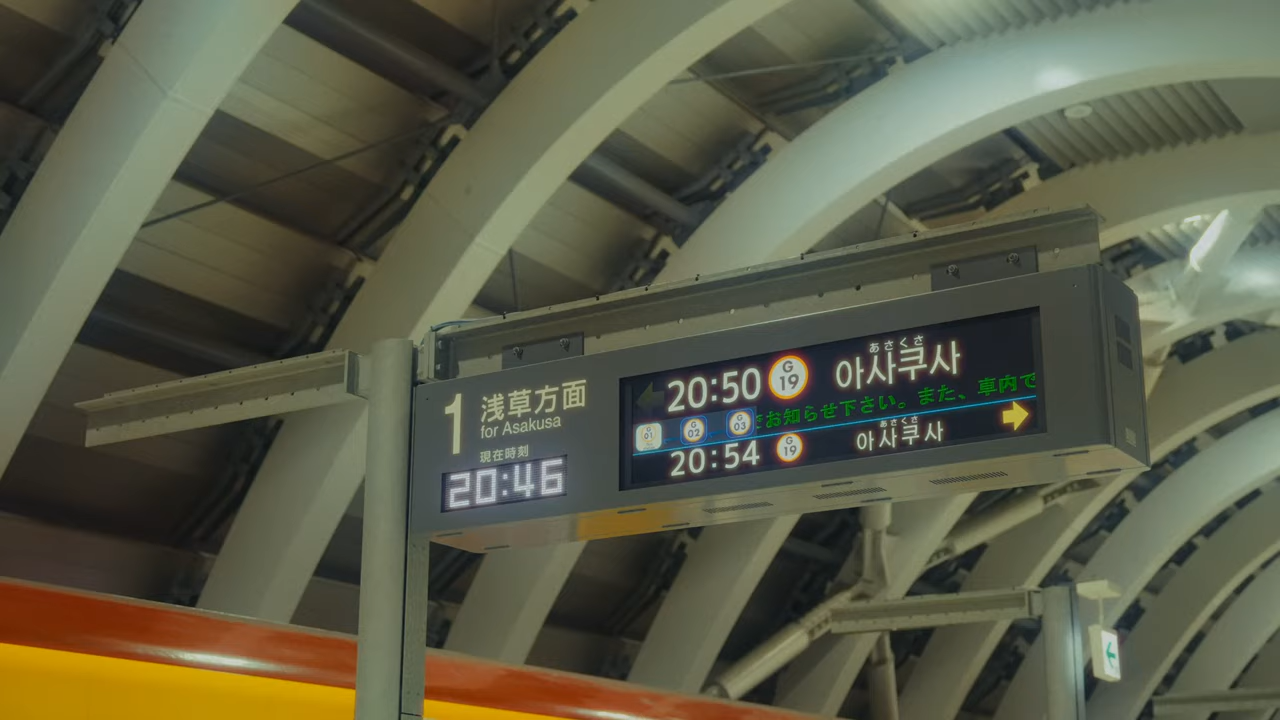 1 浅草方面
for Asakusa
現在時刻
20:46
あさくさ
20:50 G 19 아사쿠사
でお知らせ下さい。また、車内で
G 01 G 02 G 03
あさくさ
20:54 G 19 아사쿠사